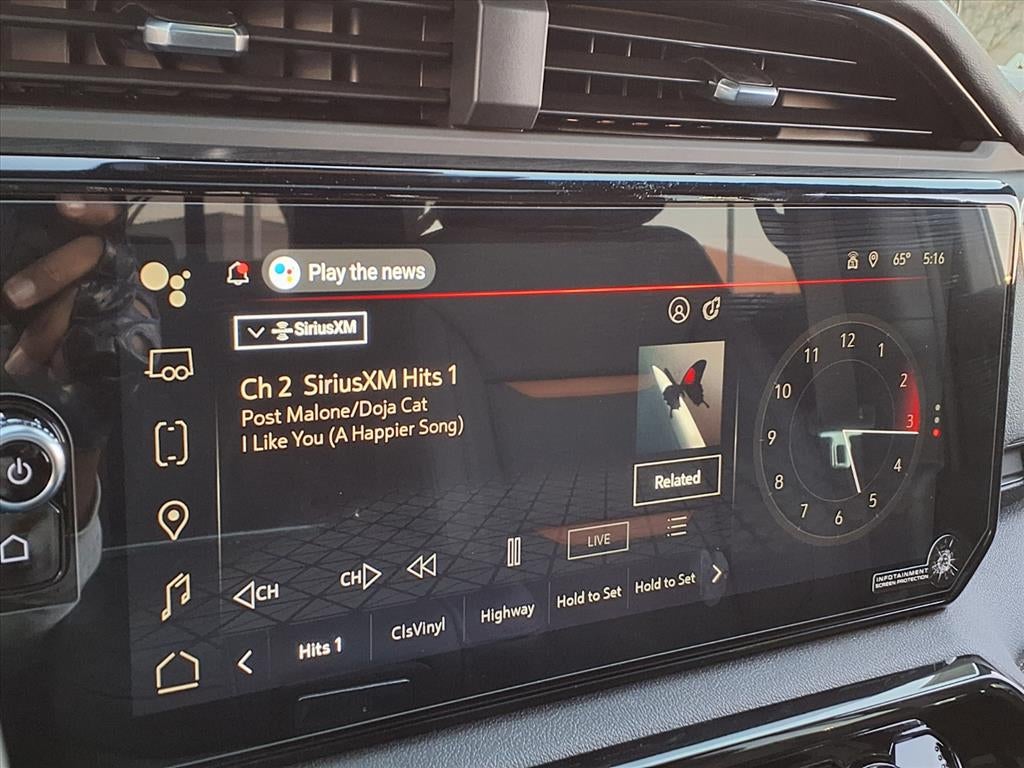 Play the news
65° 5:16
SiriusXM
Ch 2 SiriusXM Hits 1
Post Malone/Doja Cat
I Like You (A Happier Song)
Related
LIVE
CH
CH
Hits 1
ClsVinyl
Highway
Hold to Set
Hold to Set
12
1
2
3
4
5
6
7
8
9
10
11
INFOTAINMENT
SCREEN PROTECTION